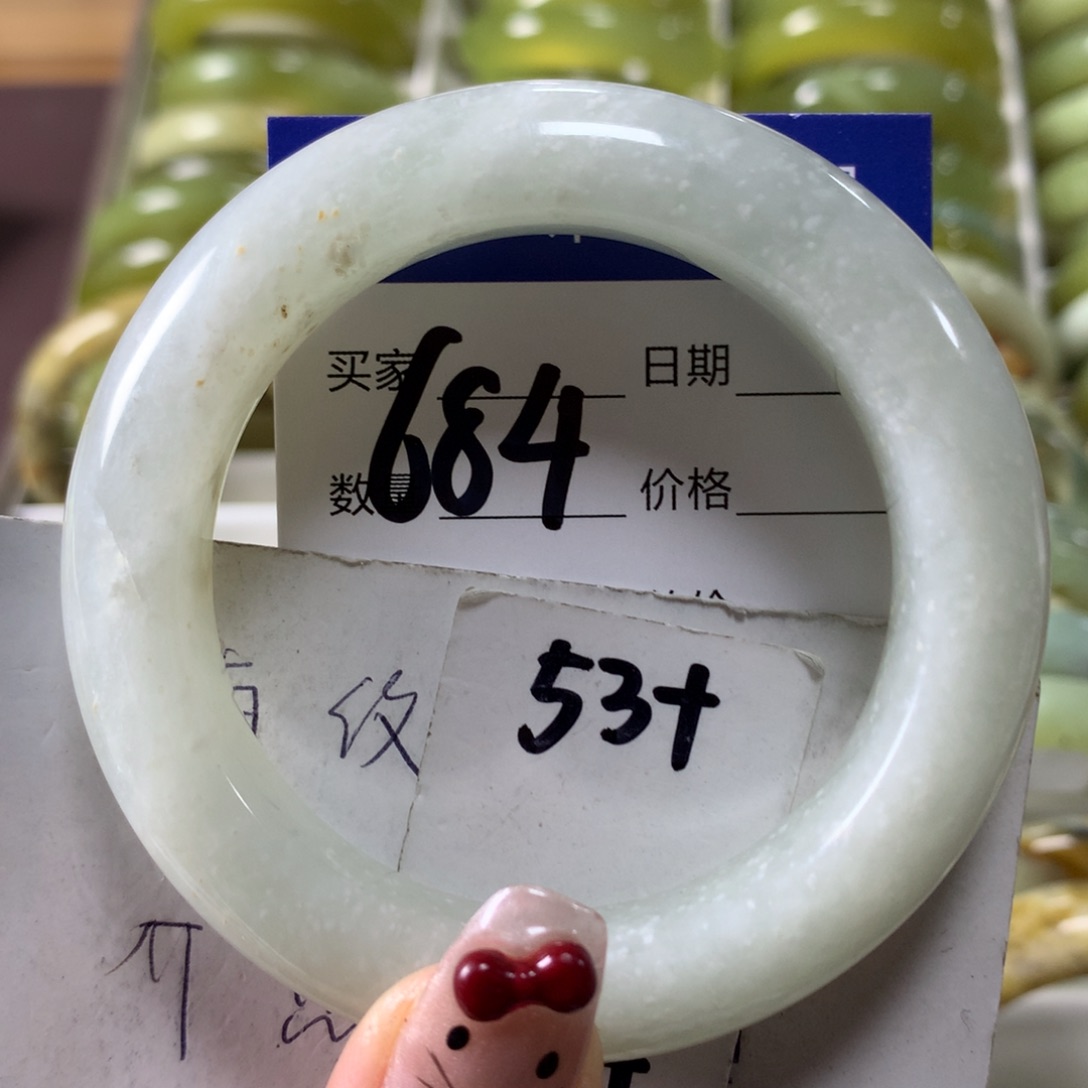 买家 684 日期
数量 价格
纹
53+